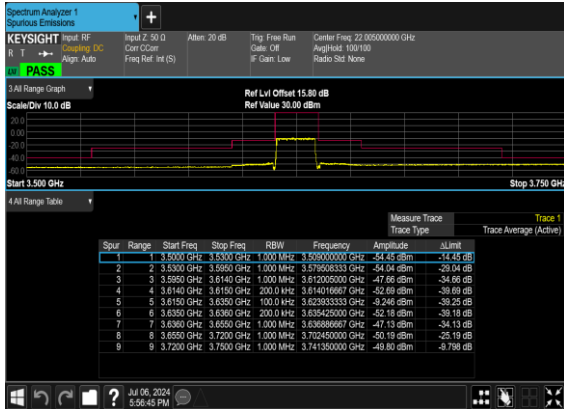 Spectrum Analyzer 1
Spurious Emissions
+
KEYSIGHT Input: RF Input Z: 50 Ω Atten: 20 dB Trig: Free Run Center Freq: 22.005000000 GHz
R T Coupling: DC Corr CCorr Gate: Off Avg|Hold: 100/100
Align: Auto Freq Ref: Int (S) IF Gain: Low Radio Std: None
PASS
3 All Range Graph Ref Lvl Offset 15.80 dB
Scale/Div 10.0 dB Ref Value 30.00 dBm
20.0
0.00
-20.0
-40.0
-60.0
Start 3.500 GHz Stop 3.750 GHz
4 All Range Table
Measure Trace Trace 1
Trace Type Trace Average (Active)
Spur Range Start Freq Stop Freq RBW Frequency Amplitude ΔLimit
1 1 3.5000 GHz 3.5300 GHz 1.000 MHz 3.509000000 GHz -54.45 dBm -14.45 dB
2 2 3.5300 GHz 3.5950 GHz 1.000 MHz 3.579508333 GHz -54.04 dBm -29.04 dB
3 3 3.5950 GHz 3.6140 GHz 1.000 MHz 3.612005000 GHz -47.66 dBm -34.66 dB
4 4 3.6140 GHz 3.6150 GHz 200.0 kHz 3.614016667 GHz -52.69 dBm -39.69 dB
5 5 3.6150 GHz 3.6350 GHz 100.0 kHz 3.623933333 GHz -9.246 dBm -39.25 dB
6 6 3.6350 GHz 3.6360 GHz 200.0 kHz 3.635425000 GHz -52.18 dBm -39.18 dB
7 7 3.6360 GHz 3.6550 GHz 1.000 MHz 3.636886667 GHz -47.13 dBm -34.13 dB
8 8 3.6550 GHz 3.7200 GHz 1.000 MHz 3.702450000 GHz -50.19 dBm -25.19 dB
9 9 3.7200 GHz 3.7500 GHz 1.000 MHz 3.741350000 GHz -49.80 dBm -9.798 dB
? Jul 06, 2024
5:56:45 PM